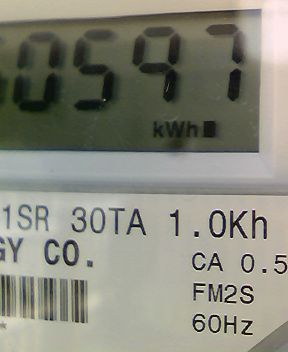 0597
kWh
1SR 30TA 1.0Kh
GY CO.
CA 0.5
FM2S
60Hz